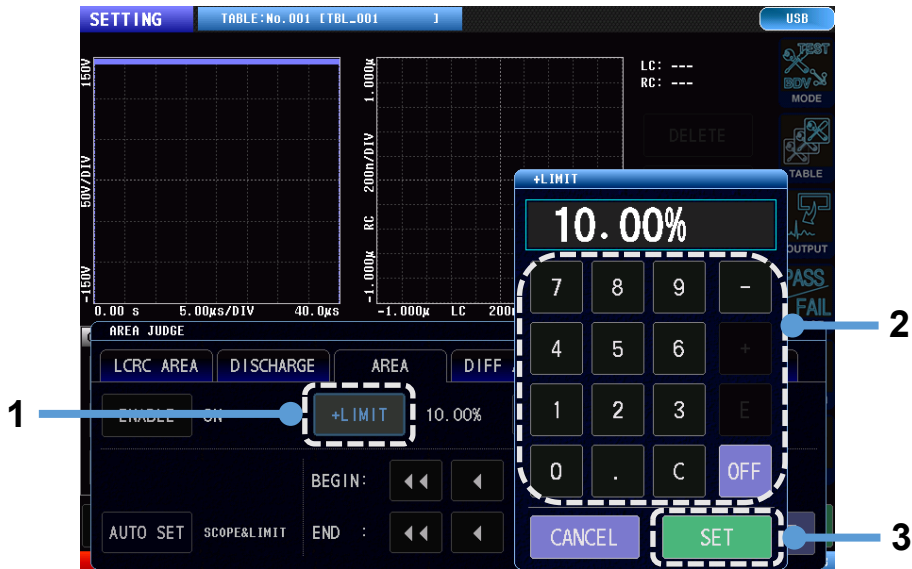 SETTING
TABLE:No.001 [TBL_001 ]
USB
150V
50V/DIV
-150V
0.00 s 5.00μs/DIV 40.0μs
1.000μ
200n/DIV
RC
-1.000μ
-1.000μ LC 200n
LC: ---
RC: ---
DELETE
TEST
BDV
MODE
TABLE
OUTPUT
PASS
FAIL
+LIMIT
10.00%
7 8 9 -
4 5 6 +
1 2 3 E
0 . C OFF
CANCEL SET
AREA JUDGE
LCRC AREA DISCHARGE AREA DIFF
ENABLE ON +LIMIT 10.00%
BEGIN:
AUTO SET SCOPE&LIMIT END :
1
2
3